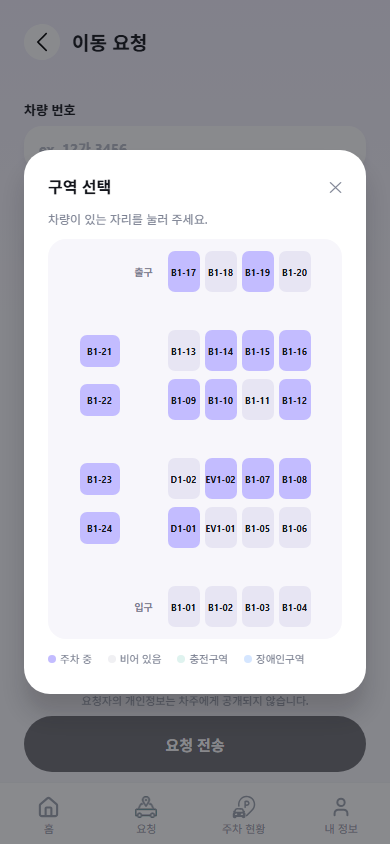 이동 요청
차량 번호
ex. 12가 3456
구역 선택
차량이 있는 자리를 눌러 주세요.
출구 B1-17 B1-18 B1-19 B1-20
B1-21 B1-13 B1-14 B1-15 B1-16
B1-22 B1-09 B1-10 B1-11 B1-12
B1-23 D1-02 EV1-02 B1-07 B1-08
B1-24 D1-01 EV1-01 B1-05 B1-06
입구 B1-01 B1-02 B1-03 B1-04
주차 중 비어 있음 충전구역 장애인구역
요청자의 개인정보는 차주에게 공개되지 않습니다.
요청 전송
홈 요청 주차 현황 내 정보